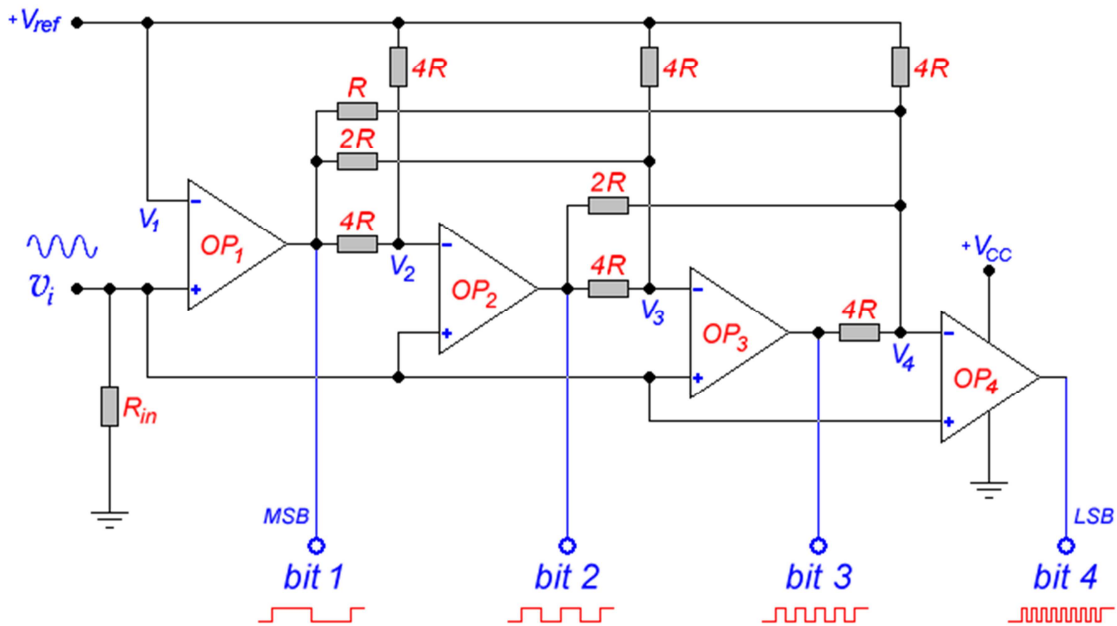 +Vref
4R
4R
4R
R
2R
2R
V1
OP1
4R
V2
vi
OP2
4R
V3
OP3
4R
V4
+VCC
OP4
Rin
MSB
LSB
bit 1
bit 2
bit 3
bit 4